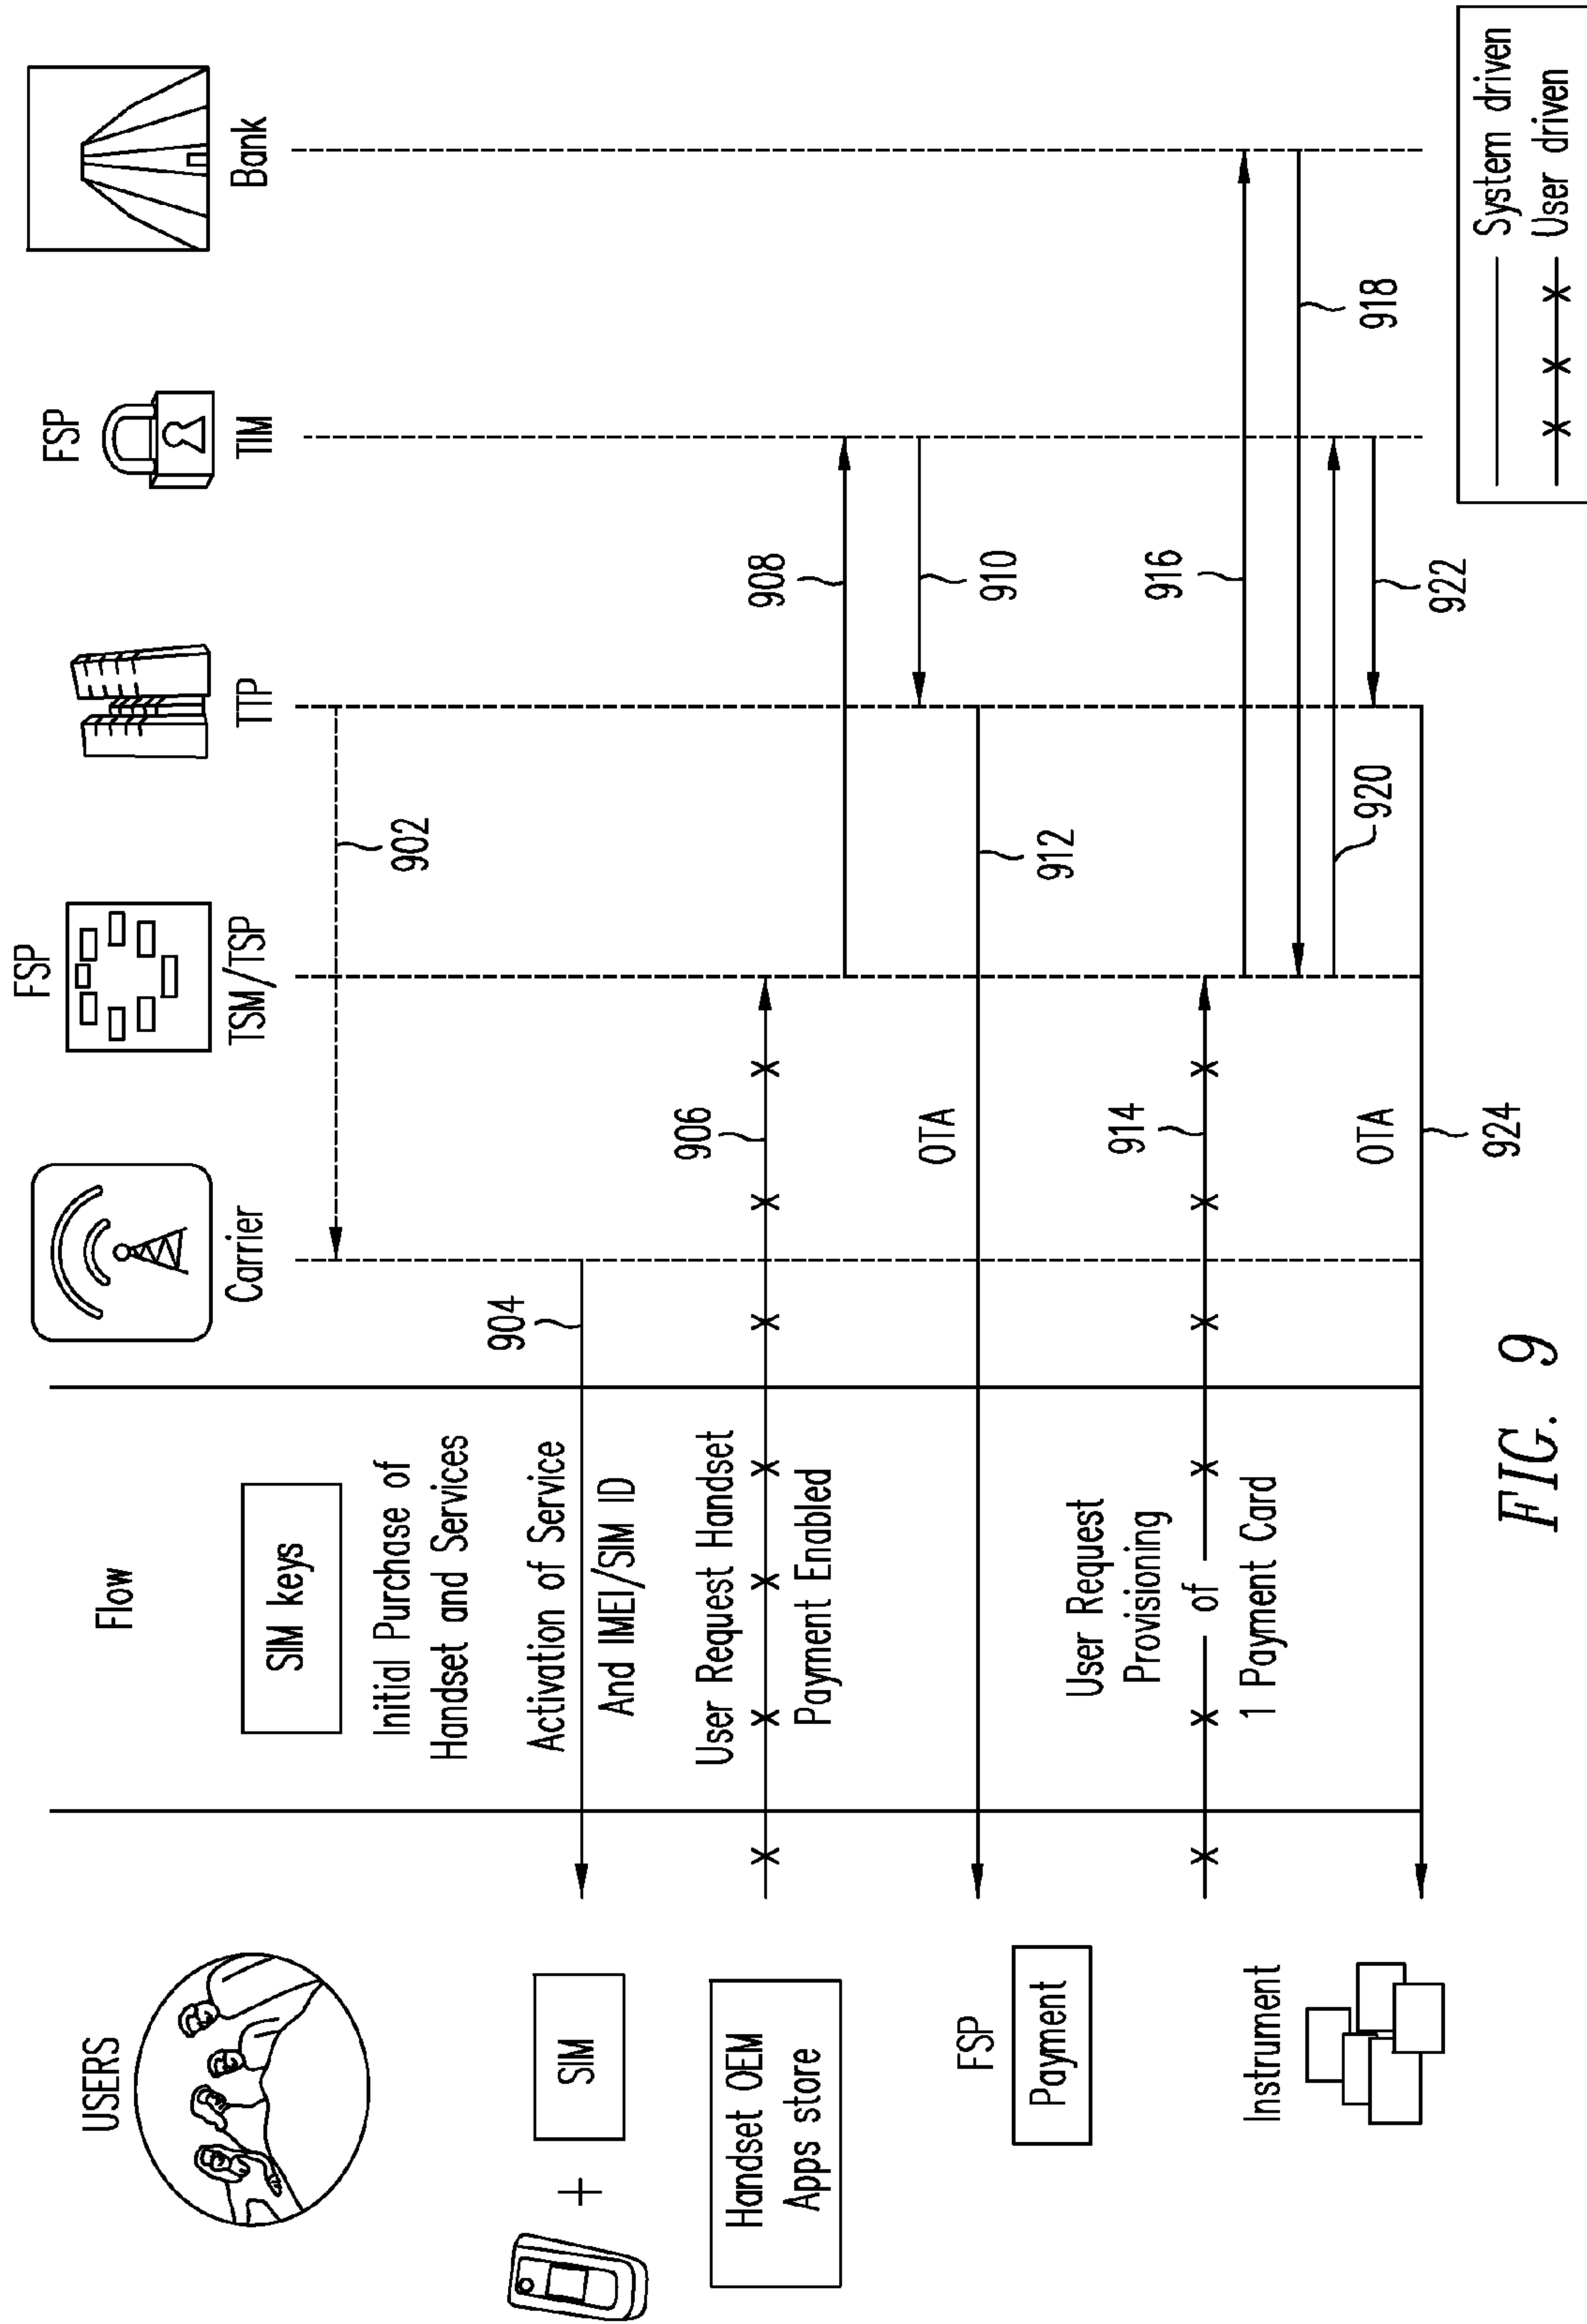 USERS
Flow
Carrier
FSP
TSM/TSP
TTP
FSP
TIM
Bank
SIM keys
902
Initial Purchase of
Handset and Services
+
SIM
Activation of Service
And IMEI/SIM ID
904
Handset OEM
Apps store
User Request Handset
Payment Enabled
906
908
910
OTA
912
FSP
Payment
User Request
Provisioning
of
1 Payment Card
914
916
Instrument
918
920
922
OTA
924
System driven
User driven
FIG. 9